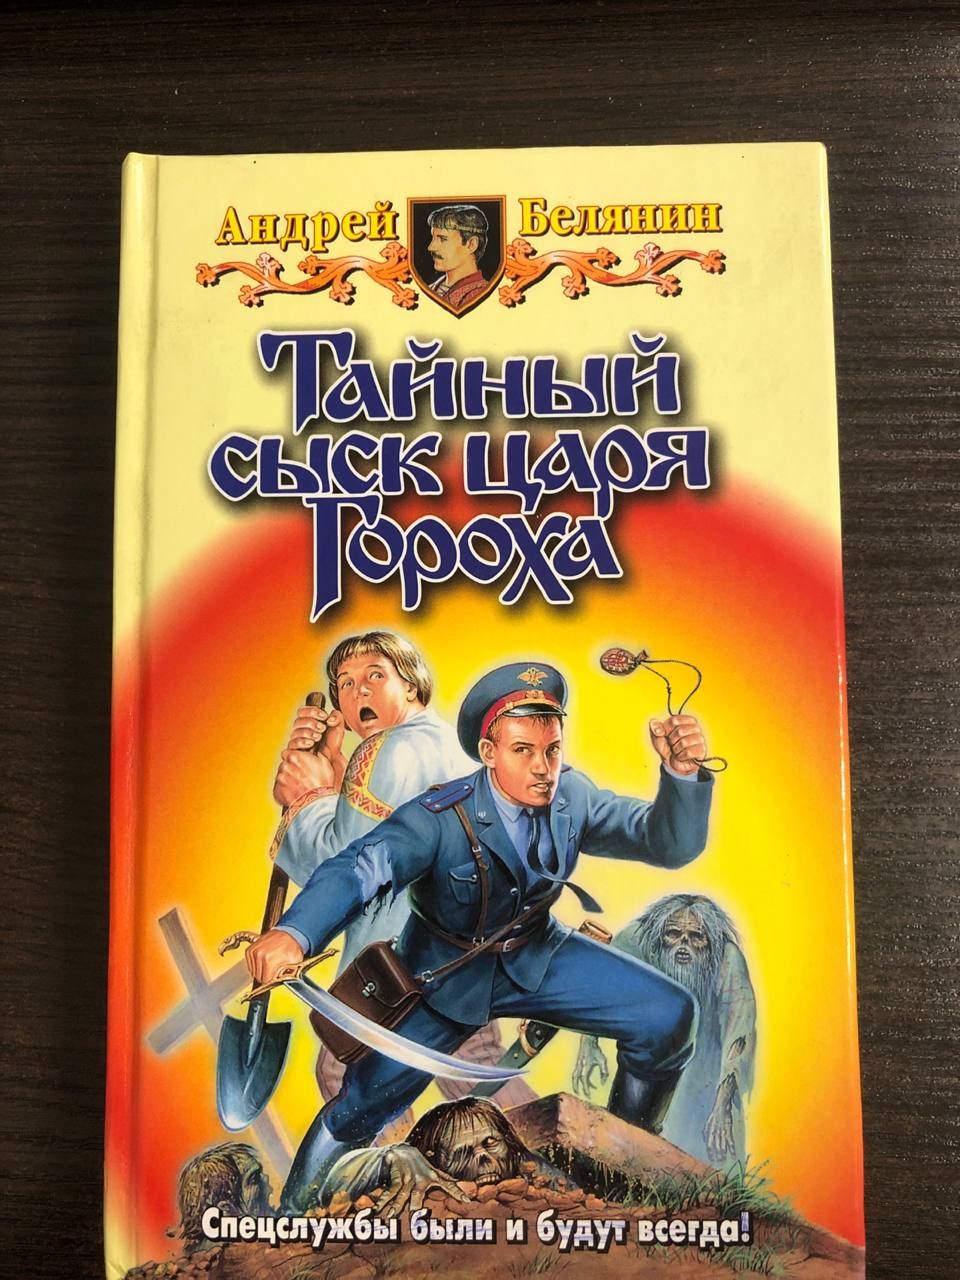 Андрей Белянин
Тайный
сыск царя
Гороха
Спецслужбы были и будут всегда!